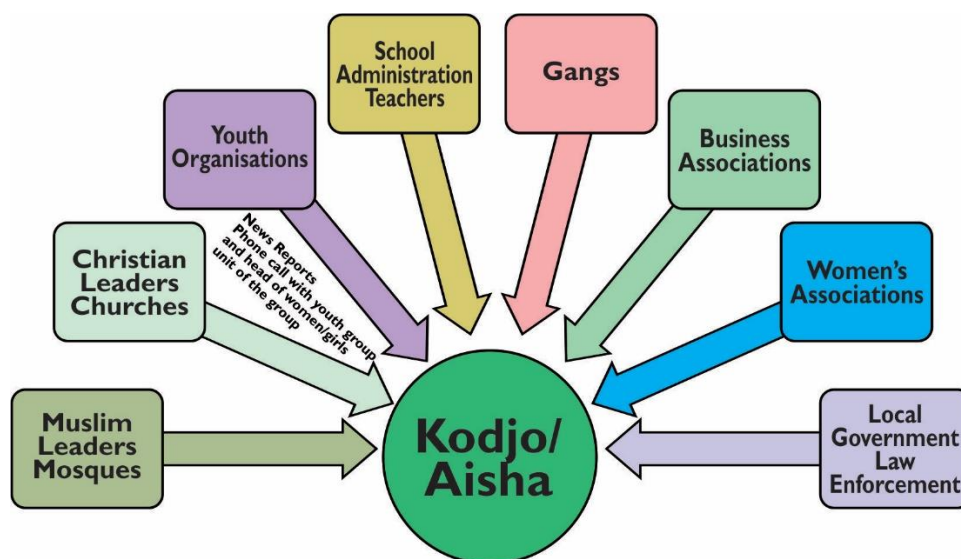 School
Administration
Teachers
Gangs
Youth
Organisations
Business
Associations
News Reports
Phone call with youth group
and head of women/girls
unit of the group
Christian
Leaders
Churches
Women's
Associations
Muslim
Leaders
Mosques
Kodjo/
Aisha
Local
Government
Law
Enforcement